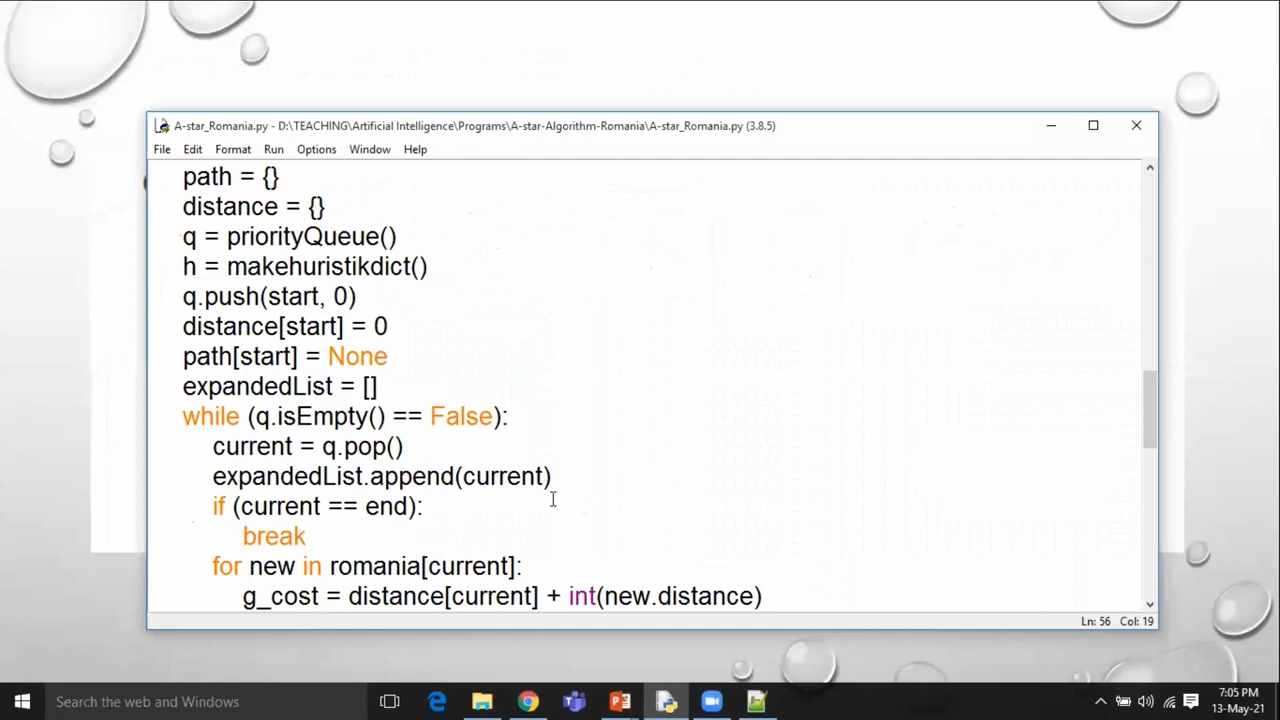 A-star_Romania.py - D:\TEACHING\Artificial Intelligence\Programs\A-star-Algorithm-Romania\A-star_Romania.py (3.8.5)
File Edit Format Run Options Window Help
path = {}
distance = {}
q = priorityQueue()
h = makehuristikdict()
q.push(start, 0)
distance[start] = 0
path[start] = None
expandedList = []
while (q.isEmpty() == False):
current = q.pop()
expandedList.append(current)
if (current == end):
break
for new in romania[current]:
g_cost = distance[current] + int(new.distance)
Ln: 56 Col: 19
Search the web and Windows
7:05 PM
13-May-21